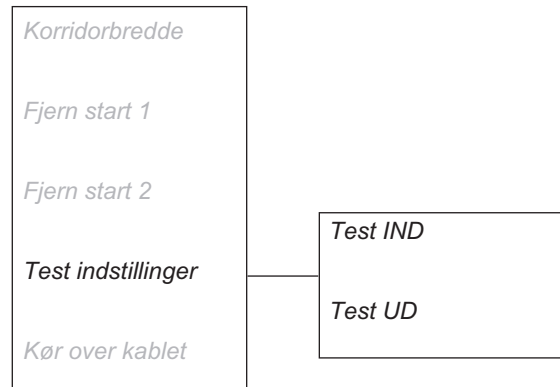 Korridorbredde
Fjern start 1
Fjern start 2
Test indstillinger
Kør over kablet
Test IND
Test UD